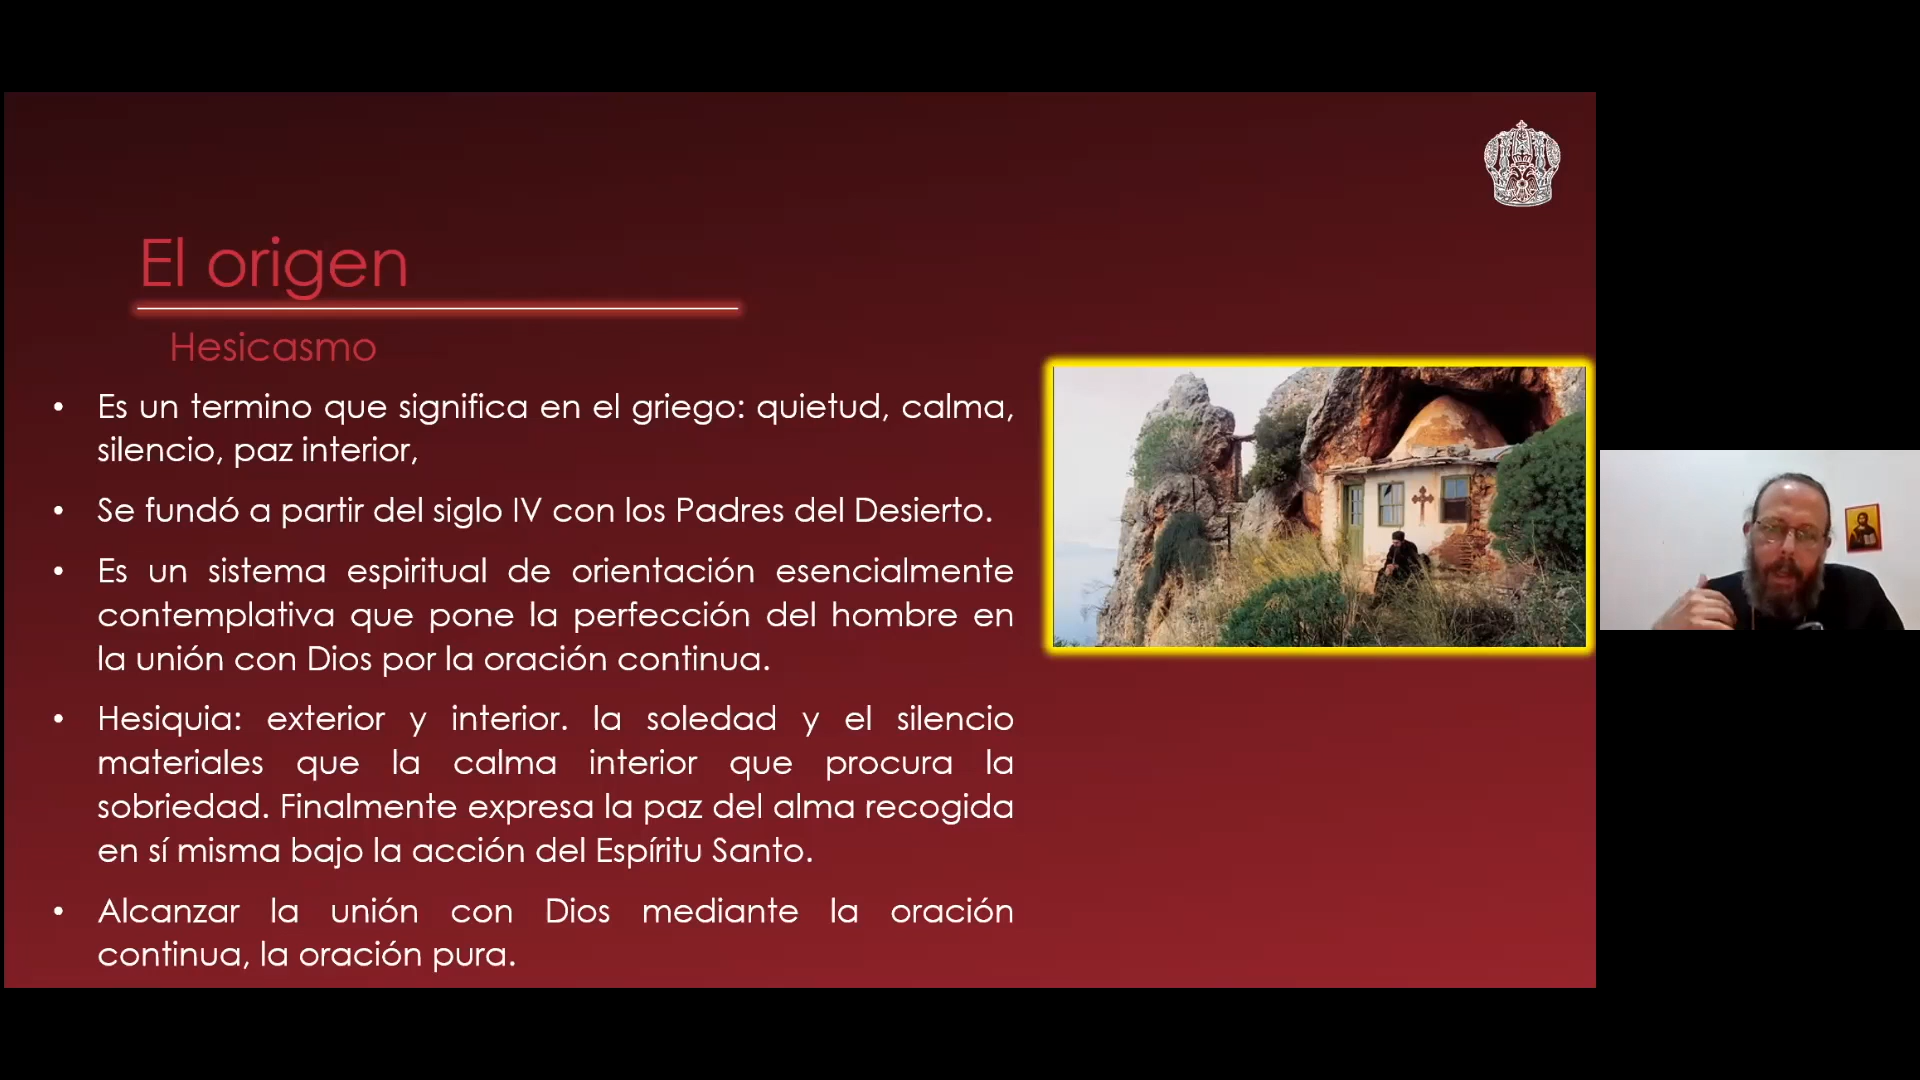 El origen
Hesicasmo
• Es un termino que significa en el griego: quietud, calma,
silencio, paz interior,
• Se fundó a partir del siglo IV con los Padres del Desierto.
• Es un sistema espiritual de orientación esencialmente
contemplativa que pone la perfección del hombre en
la unión con Dios por la oración continua.
• Hesiquia: exterior y interior. la soledad y el silencio
materiales que la calma interior que procura la
sobriedad. Finalmente expresa la paz del alma recogida
en sí misma bajo la acción del Espíritu Santo.
• Alcanzar la unión con Dios mediante la oración
continua, la oración pura.